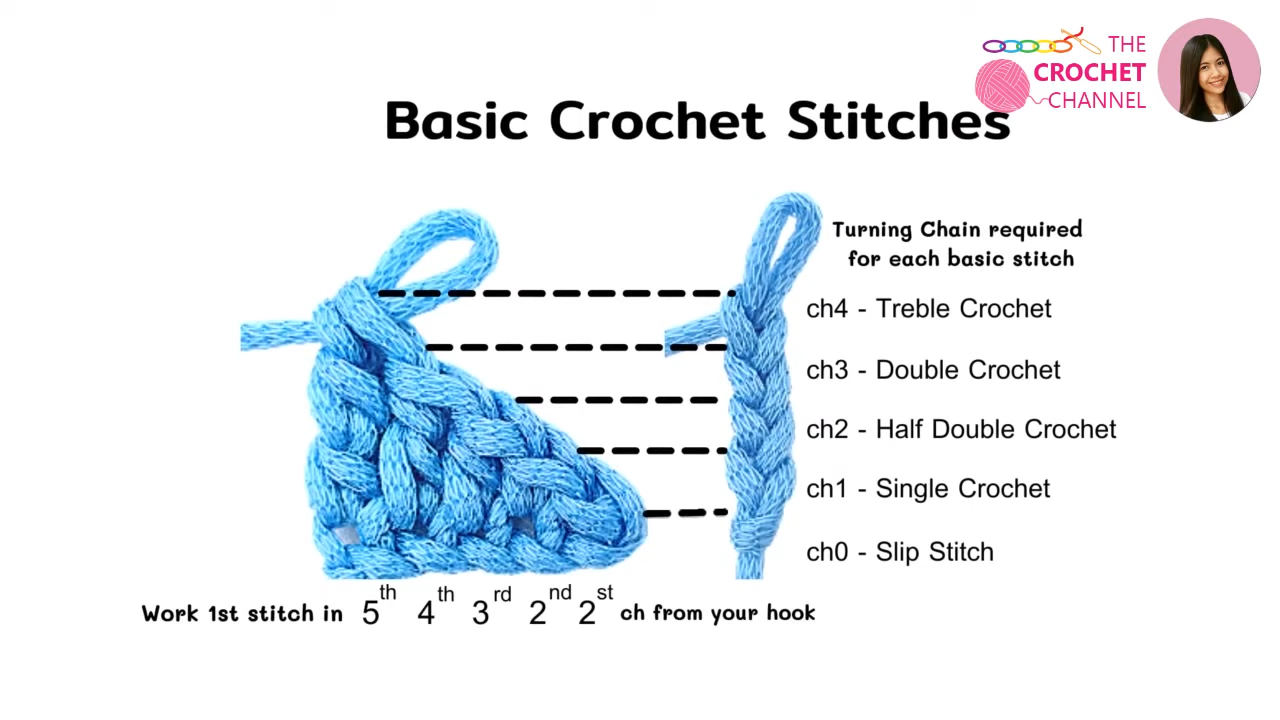 THE
CROCHET
CHANNEL
Basic Crochet Stitches
Turning Chain required
for each basic stitch
ch4 - Treble Crochet
ch3 - Double Crochet
ch2 - Half Double Crochet
ch1 - Single Crochet
ch0 - Slip Stitch
Work 1st stitch in 5th 4th 3rd 2nd 2st ch from your hook